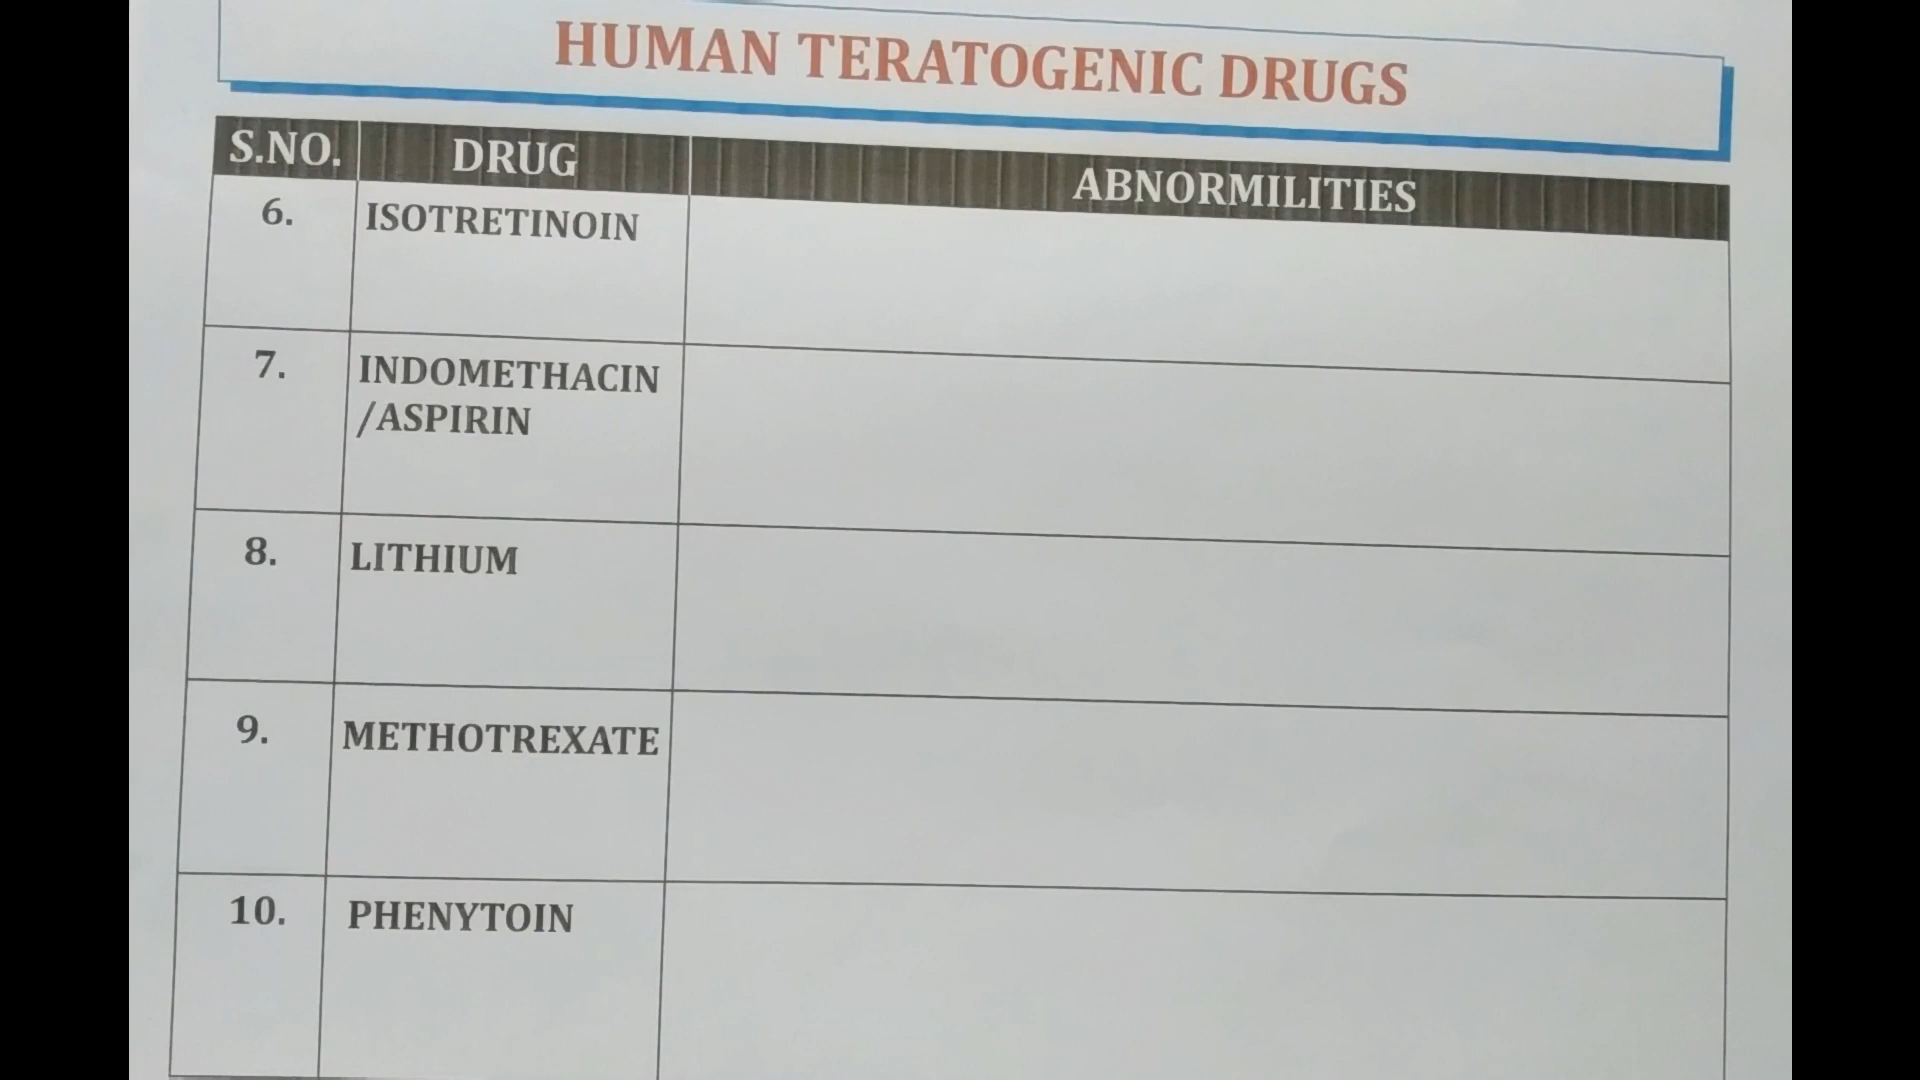 HUMAN TERATOGENIC DRUGS
S.NO. DRUG ABNORMILITIES
6. ISOTRETINOIN
7. INDOMETHACIN
/ASPIRIN
8. LITHIUM
9. METHOTREXATE
10. PHENYTOIN